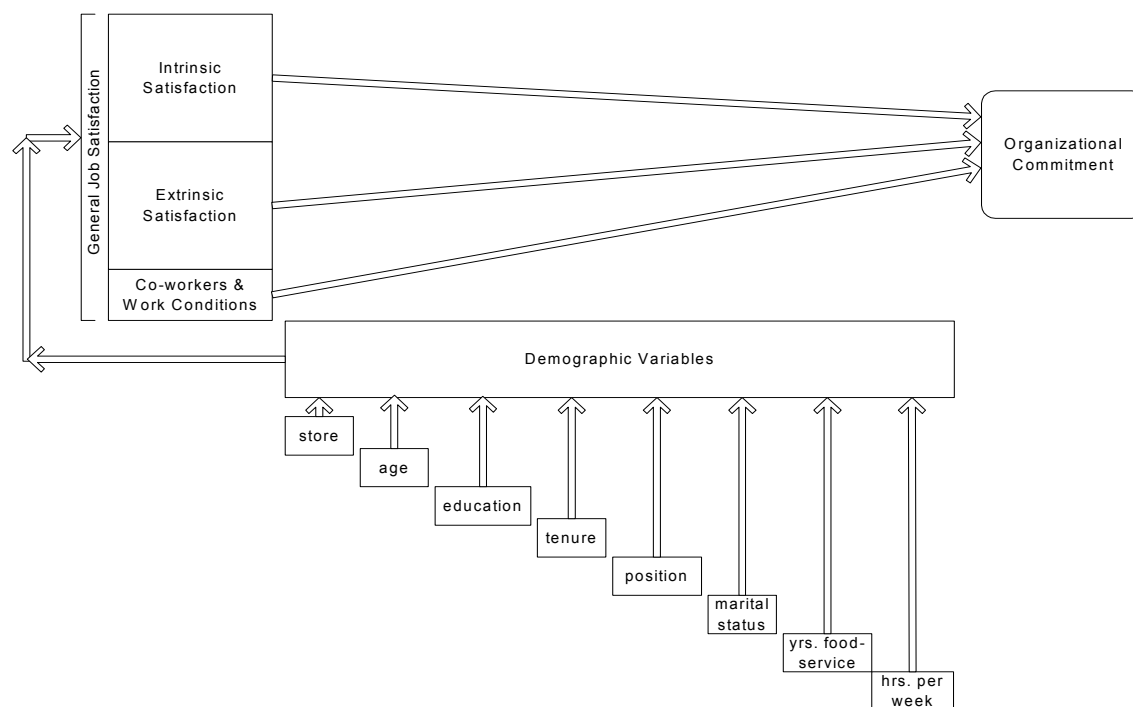 General Job Satisfaction
Intrinsic
Satisfaction
Extrinsic
Satisfaction
Co-workers &
Work Conditions
Organizational
Commitment
Demographic Variables
store
age
education
tenure
position
marital
status
yrs. food-
service
hrs. per
week